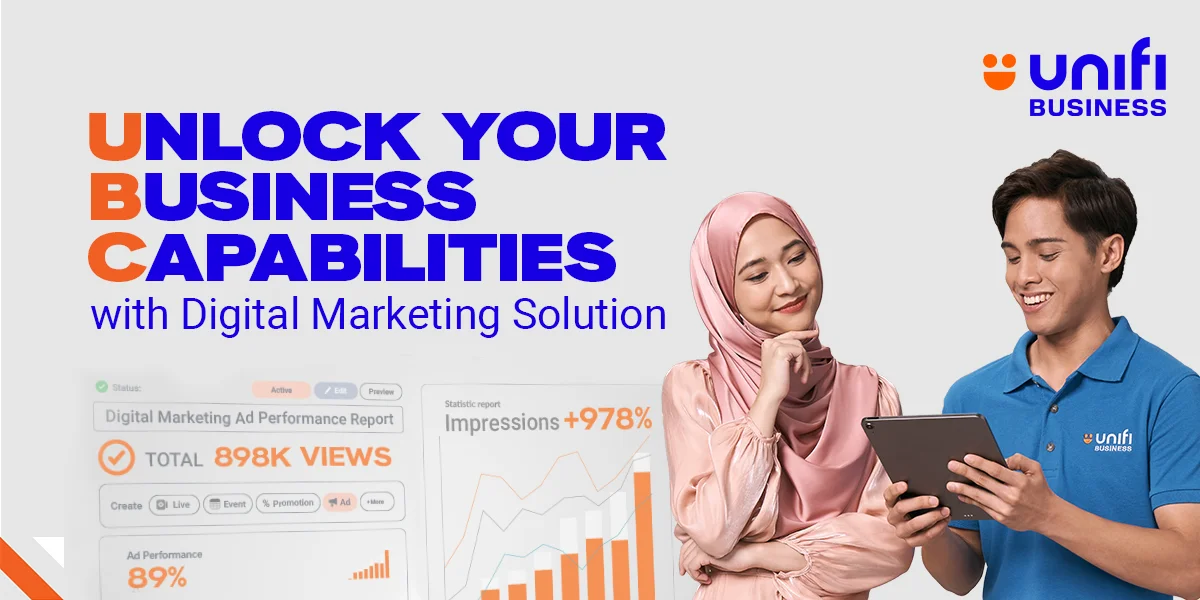 unifi
BUSINESS
UNLOCK YOUR
BUSINESS
CAPABILITIES
with Digital Marketing Solution
Status:
Active
Edit
Preview
Digital Marketing Ad Performance Report
TOTAL 898K VIEWS
Create
Live
Event
% Promotion
Ad
+More
Ad Performance
89%
Statistic report
Impressions +978%
unifi
BUSINESS